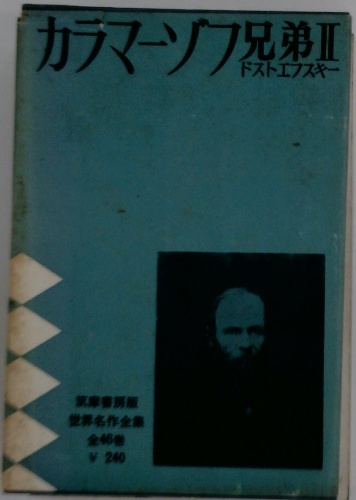 カラマーゾフ兄弟Ⅱ
ドストエフスキー
筑摩書房版
世界名作全集
全46巻
¥ 240